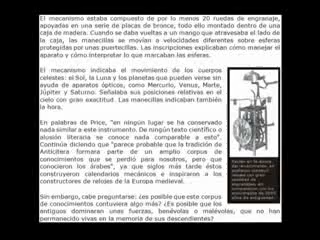 El mecanismo estaba compuesto de por lo menos 20 ruedas de engranaje,
apoyadas en una serie de placas de bronce, todo ello montado dentro de una
caja de madera. Cuando se daba vueltas a un mango que atravesaba el lado de
la caja, las manecillas se movían a velocidades diferentes sobre esferas
protegidas por unas puertecillas. Las inscripciones explicaban cómo manejar el
aparato y cómo interpretar lo que marcaban las esferas.
El mecanismo indicaba el movimiento de los cuerpos
celestes: el Sol, la Luna y los planetas que pueden verse sin
ayuda de aparatos ópticos, como Mercurio, Venus, Morte,
Júpiter y Saturno. Señalaba sus posiciones relativas en el
cielo con gran exactitud. Las manecillas indicaban también
la hora.
En palabras de Price, "en ningún lugar se ha conservado
nada similar a este instrumento. De ningún texto científico o
alusión literaria se conoce nada comparable a esto".
Continúa diciendo que "parece probable que la tradición de
Anticitera formara parte de un amplio corpus de
conocimientos que se perdió para nosotros, pero que
conocieron los árabes", ya que siglos más tarde éstos
construyeron calendarios mecánicos e inspiraron a los
constructores de relojes de la Europa medieval.
Sin embargo, cabe preguntarse: ¿es posible que este corpus
de conocimientos contuviera algo más? ¿Es posible que los
antiguos dominaran unas fuerzas, benévolas o malévolas, que no han
permanecido vivas en la memoria de sus descendientes?